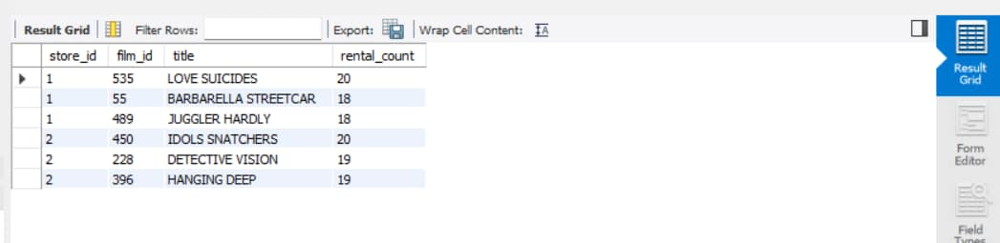 Result Grid Filter Rows: Export: Wrap Cell Content: IA
store_id film_id title rental_count
1 535 LOVE SUICIDES 20
1 55 BARBARELLA STREETCAR 18
1 489 JUGGLER HARDLY 18
2 450 IDOLS SNATCHERS 20
2 228 DETECTIVE VISION 19
2 396 HANGING DEEP 19
Result
Grid
Form
Editor
Field
Types